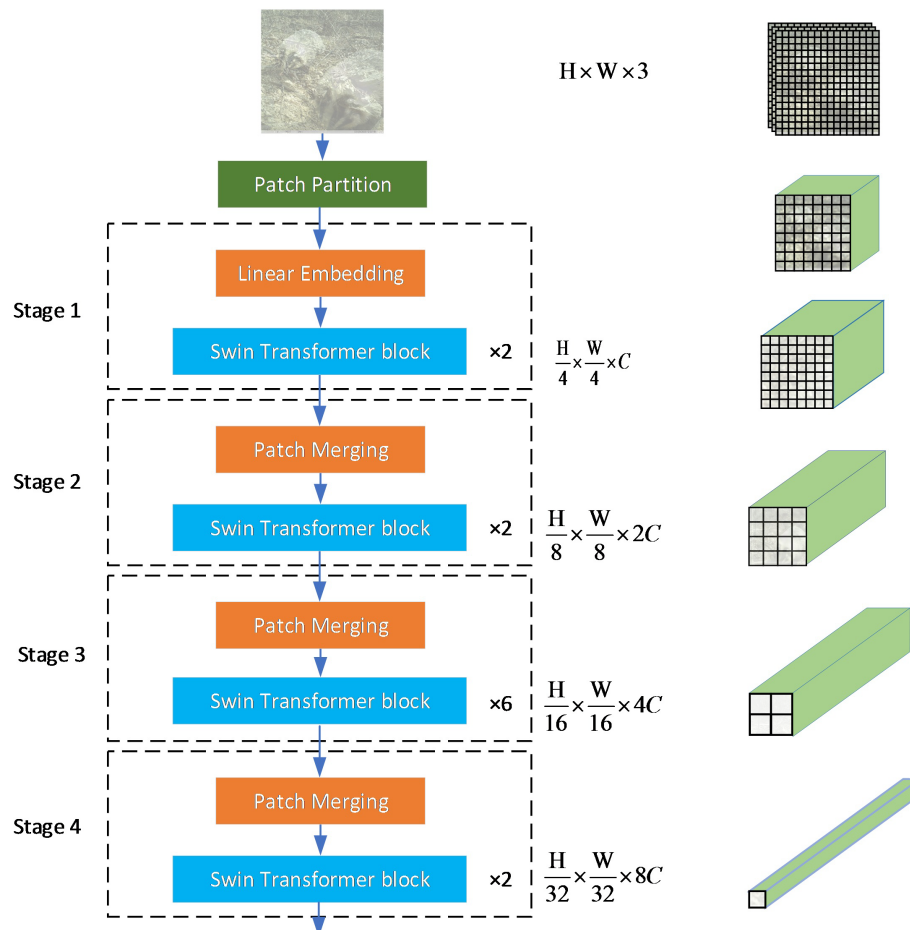 H×W×3
Patch Partition
Stage 1
Linear Embedding
Swin Transformer block ×2
H/4 × W/4 × C
Stage 2
Patch Merging
Swin Transformer block ×2
H/8 × W/8 × 2C
Stage 3
Patch Merging
Swin Transformer block ×6
H/16 × W/16 × 4C
Stage 4
Patch Merging
Swin Transformer block ×2
H/32 × W/32 × 8C